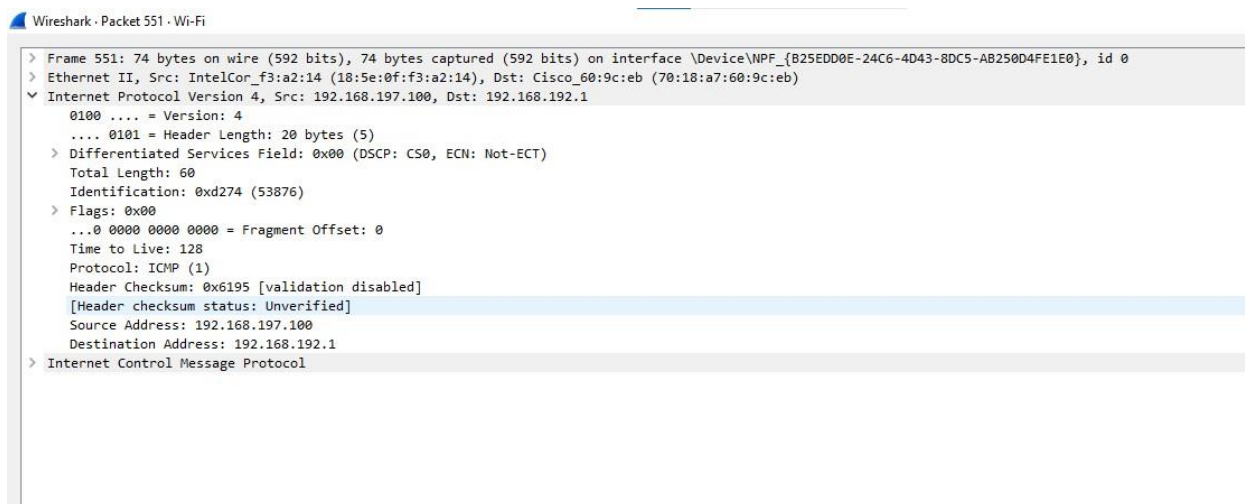 Wireshark · Packet 551 · Wi-Fi
Frame 551: 74 bytes on wire (592 bits), 74 bytes captured (592 bits) on interface \Device\NPF_{B25EDD0E-24C6-4D43-8DC5-AB250D4FE1E0}, id 0
Ethernet II, Src: IntelCor_f3:a2:14 (18:5e:0f:f3:a2:14), Dst: Cisco_60:9c:eb (70:18:a7:60:9c:eb)
Internet Protocol Version 4, Src: 192.168.197.100, Dst: 192.168.192.1
0100 .... = Version: 4
.... 0101 = Header Length: 20 bytes (5)
Differentiated Services Field: 0x00 (DSCP: CS0, ECN: Not-ECT)
Total Length: 60
Identification: 0xd274 (53876)
Flags: 0x00
...0 0000 0000 0000 = Fragment Offset: 0
Time to Live: 128
Protocol: ICMP (1)
Header Checksum: 0x6195 [validation disabled]
[Header checksum status: Unverified]
Source Address: 192.168.197.100
Destination Address: 192.168.192.1
Internet Control Message Protocol